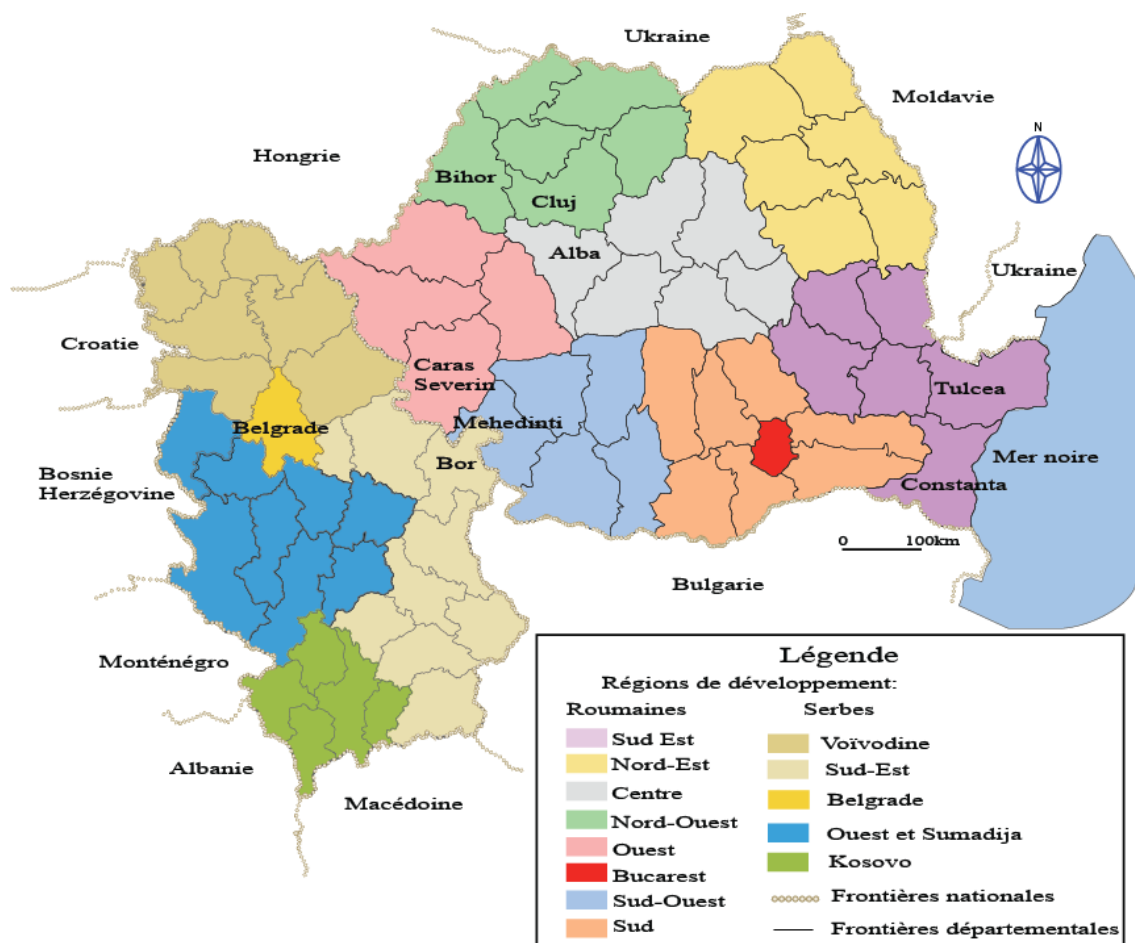 Ukraine
Moldavie
N
Hongrie
Bihor
Cluj
Alba
Ukraine
Croatie
Caras
Severin
Tulcea
Belgrade
Mehedinti
Bor
Mer noire
Bosnie
Herzégovine
Constanta
0 100km
Bulgarie
Monténégro
Albanie
Macédoine
Légende
Régions de développement:
Roumaines
Serbes
Sud Est
Nord-Est
Centre
Nord-Ouest
Ouest
Bucarest
Sud-Ouest
Sud
Voïvodine
Sud-Est
Belgrade
Ouest et Sumadija
Kosovo
Frontières nationales
Frontières départementales